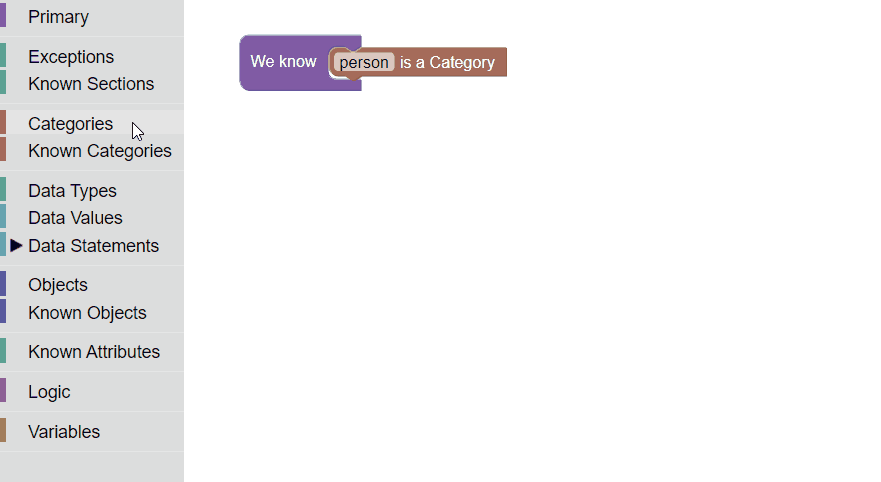 Primary
Exceptions
Known Sections
Categories
Known Categories
Data Types
Data Values
Data Statements
Objects
Known Objects
Known Attributes
Logic
Variables
We know person is a Category